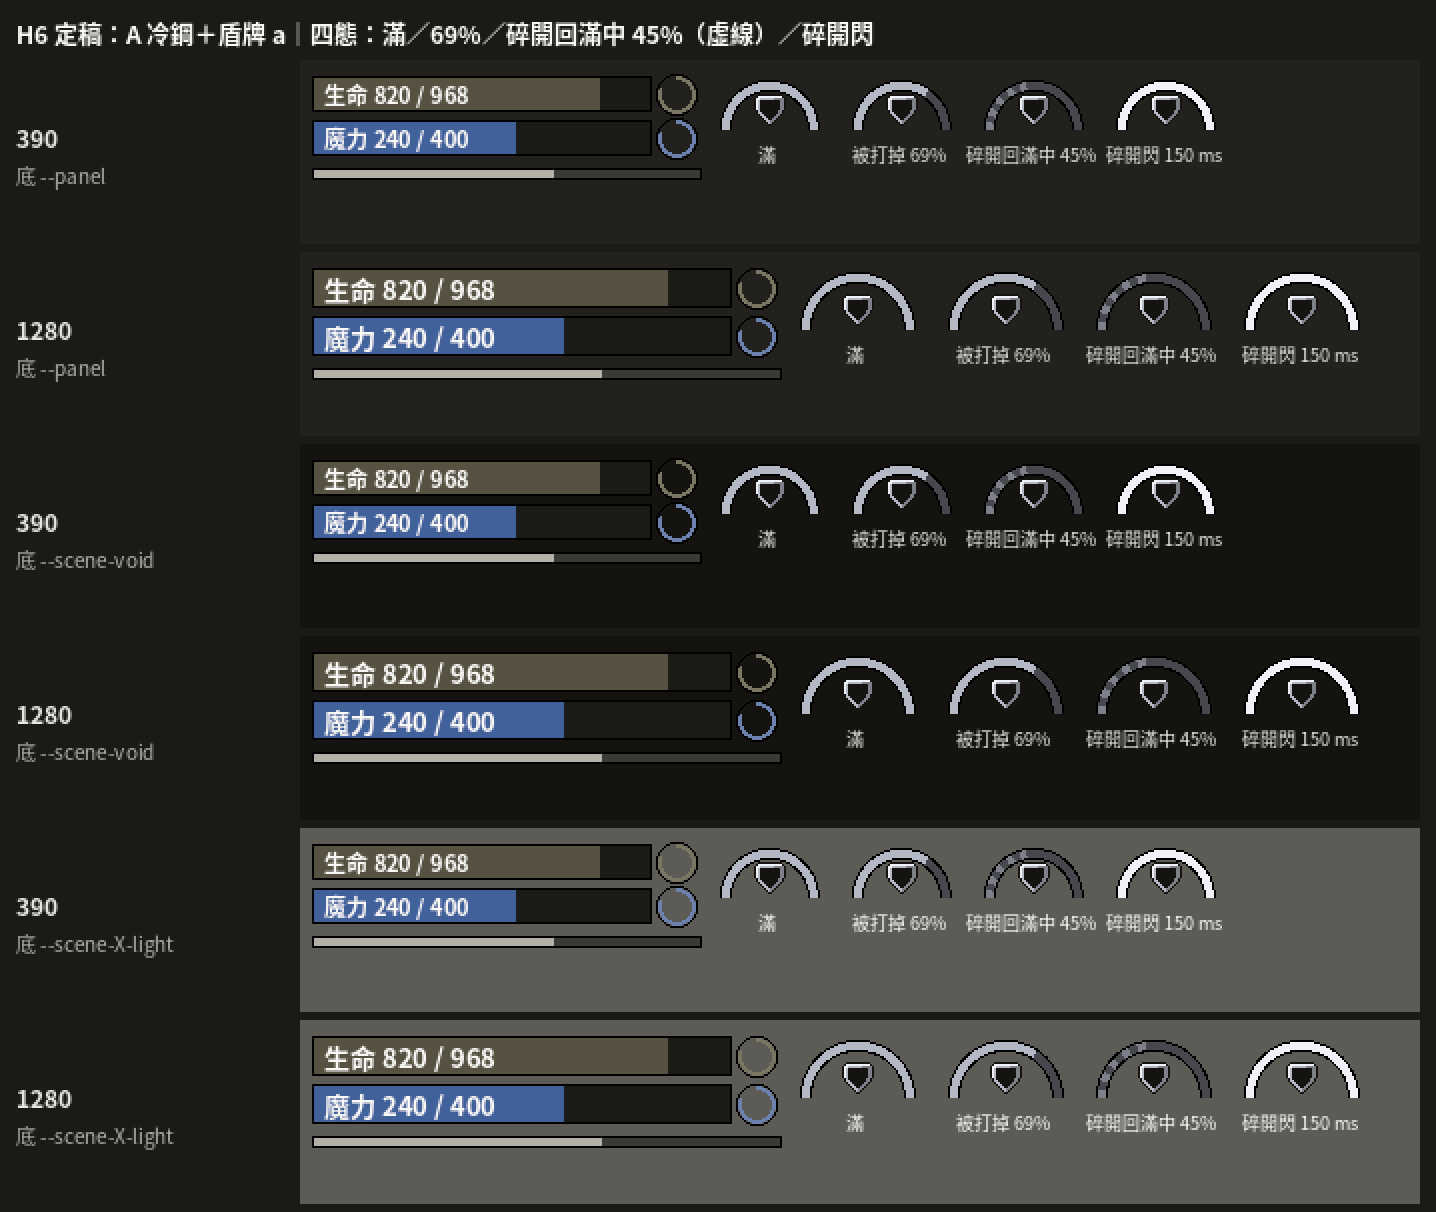 H6 定稿：A 冷鋼＋盾牌 a｜四態：滿／69%／碎開回滿中 45%（虛線）／碎開閃
390
底 --panel
生命 820 / 968
魔力 240 / 400
滿
被打掉 69%
碎開回滿中 45%
碎開閃 150 ms
1280
底 --panel
生命 820 / 968
魔力 240 / 400
滿
被打掉 69%
碎開回滿中 45%
碎開閃 150 ms
390
底 --scene-void
生命 820 / 968
魔力 240 / 400
滿
被打掉 69%
碎開回滿中 45%
碎開閃 150 ms
1280
底 --scene-void
生命 820 / 968
魔力 240 / 400
滿
被打掉 69%
碎開回滿中 45%
碎開閃 150 ms
390
底 --scene-X-light
生命 820 / 968
魔力 240 / 400
滿
被打掉 69%
碎開回滿中 45%
碎開閃 150 ms
1280
底 --scene-X-light
生命 820 / 968
魔力 240 / 400
滿
被打掉 69%
碎開回滿中 45%
碎開閃 150 ms